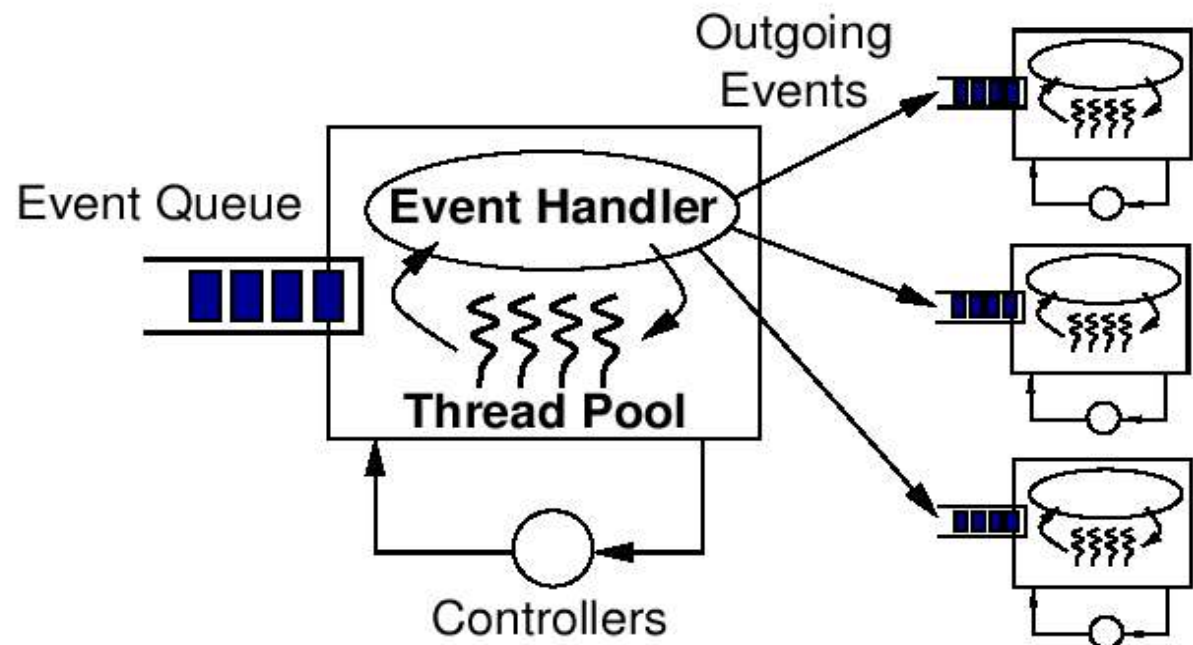 Outgoing
Events
Event Queue
Event Handler
Thread Pool
Controllers